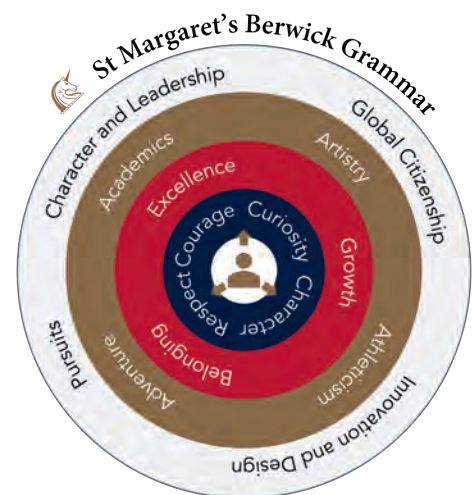 St Margaret's Berwick Grammar
Character and Leadership
Global Citizenship
Innovation and Design
Pursuits
Academics
Artistry
Athleticism
Adventure
Excellence
Growth
Belonging
Courage
Curiosity
Character
Respect